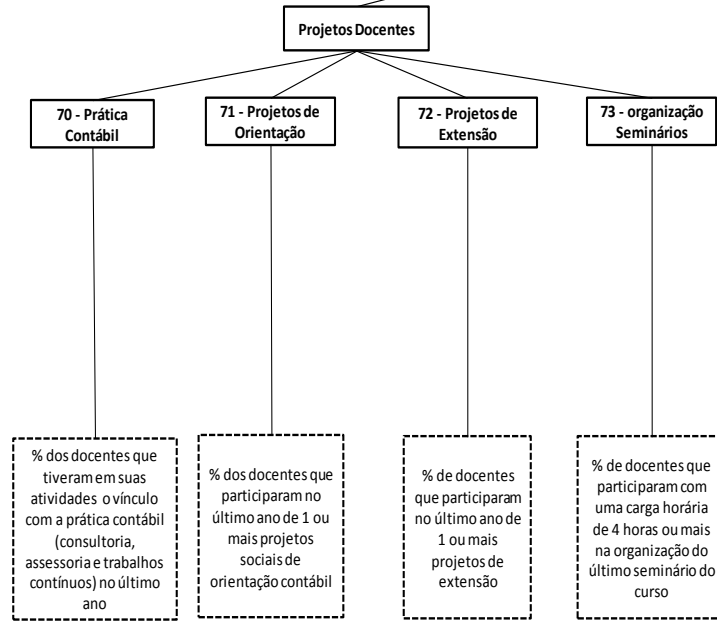 Projetos Docentes
70 - Prática
Contábil
71 - Projetos de
Orientação
72 - Projetos de
Extensão
73 - organização
Seminários
% dos docentes que
tiveram em suas
atividades o vínculo
com a prática contábil
(consultoria,
assessoria e trabalhos
contínuos) no último
ano
% dos docentes que
participaram no
último ano de 1 ou
mais projetos
sociais de
orientação contábil
% de docentes
que participaram
no último ano de
1 ou mais
projetos de
extensão
% de docentes que
participaram com
uma carga horária
de 4 horas ou mais
na organização do
último seminário do
curso